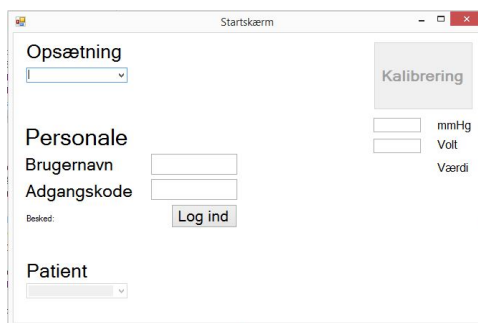 Startskærm
Opsætning
Kalibrering
mmHg
Volt
Værdi
Personale
Brugernavn
Adgangskode
Besked:
Log ind
Patient